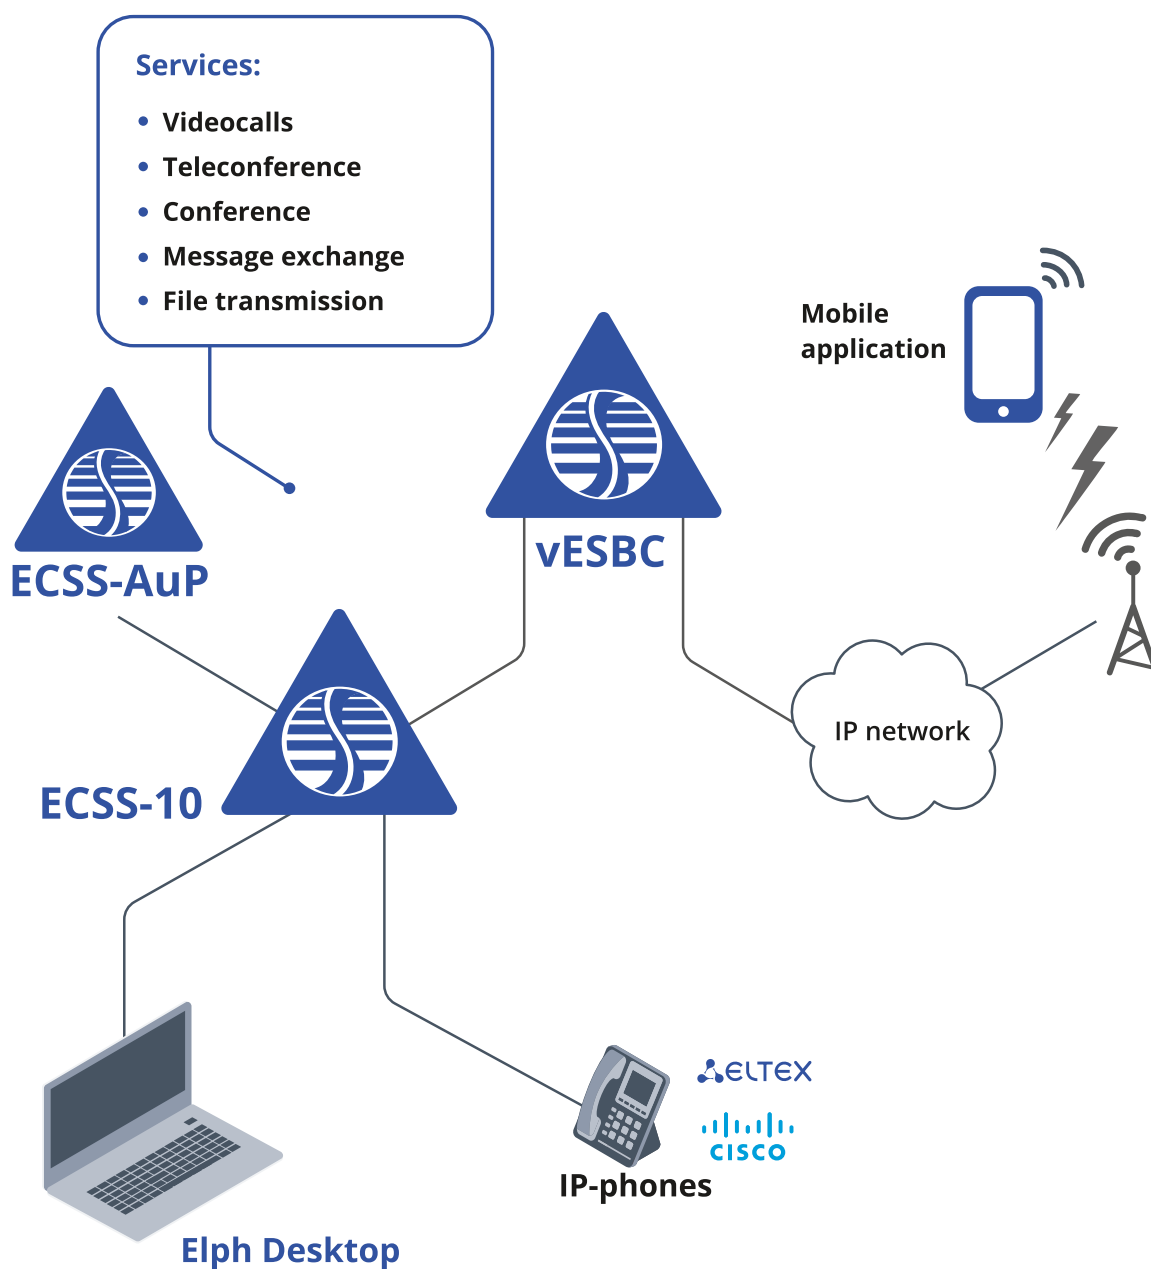 Services:
Videocalls
Teleconference
Conference
Message exchange
File transmission
Mobile
application
ECSS-AuP
vESBC
IP network
ECSS-10
ELTEX
CISCO
IP-phones
Elph Desktop